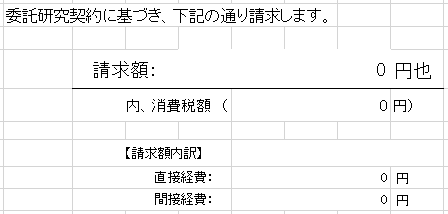 委託研究契約に基づき、下記の通り請求します。
請求額: 0 円也
内、消費税額 ( 0 円)
【請求額内訳】
直接経費: 0 円
間接経費: 0 円